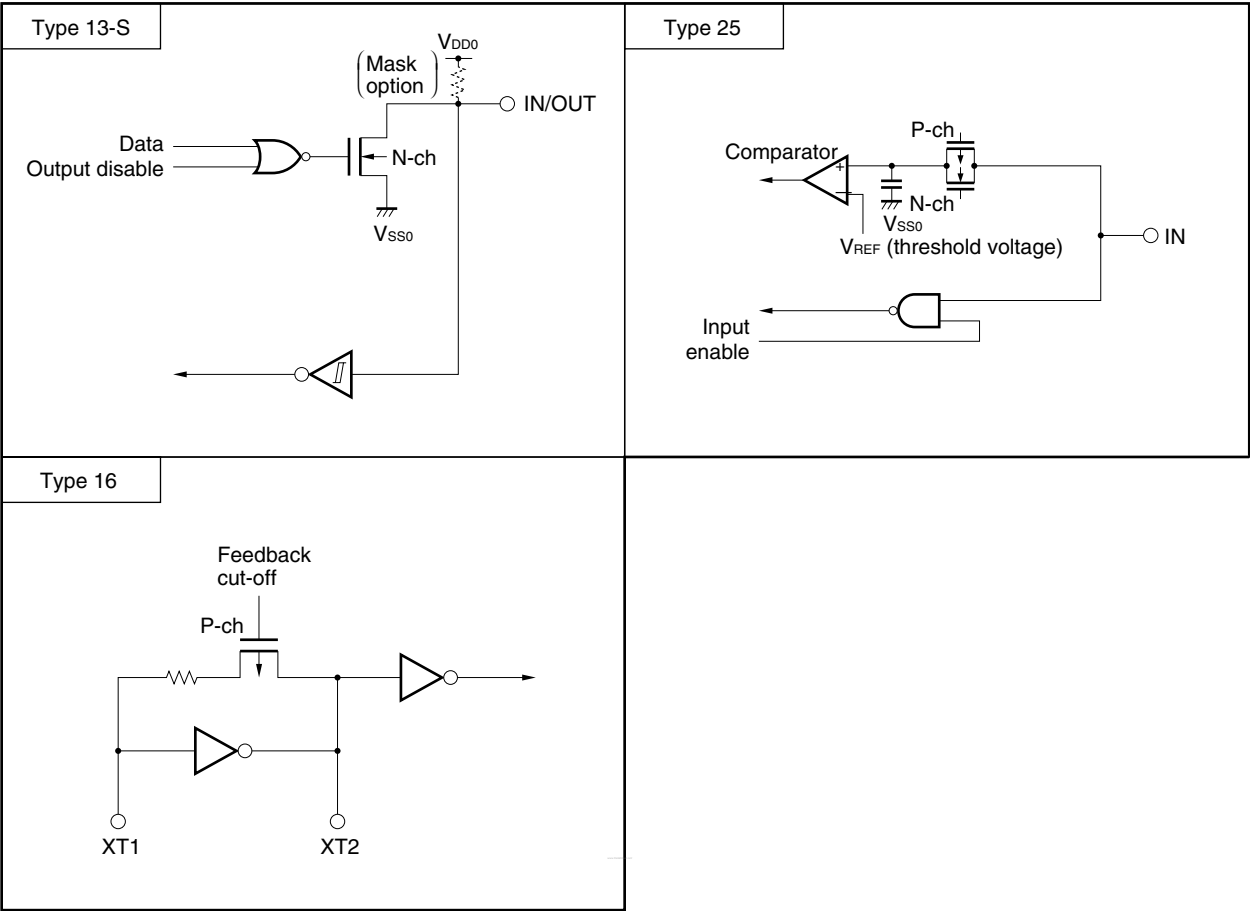 Type 13-S
VDD0
Mask
option
IN/OUT
Data
Output disable
N-ch
VSS0
Type 25
P-ch
Comparator
+
−
N-ch
VSS0
VREF (threshold voltage)
IN
Input
enable
Type 16
Feedback
cut-off
P-ch
XT1
XT2